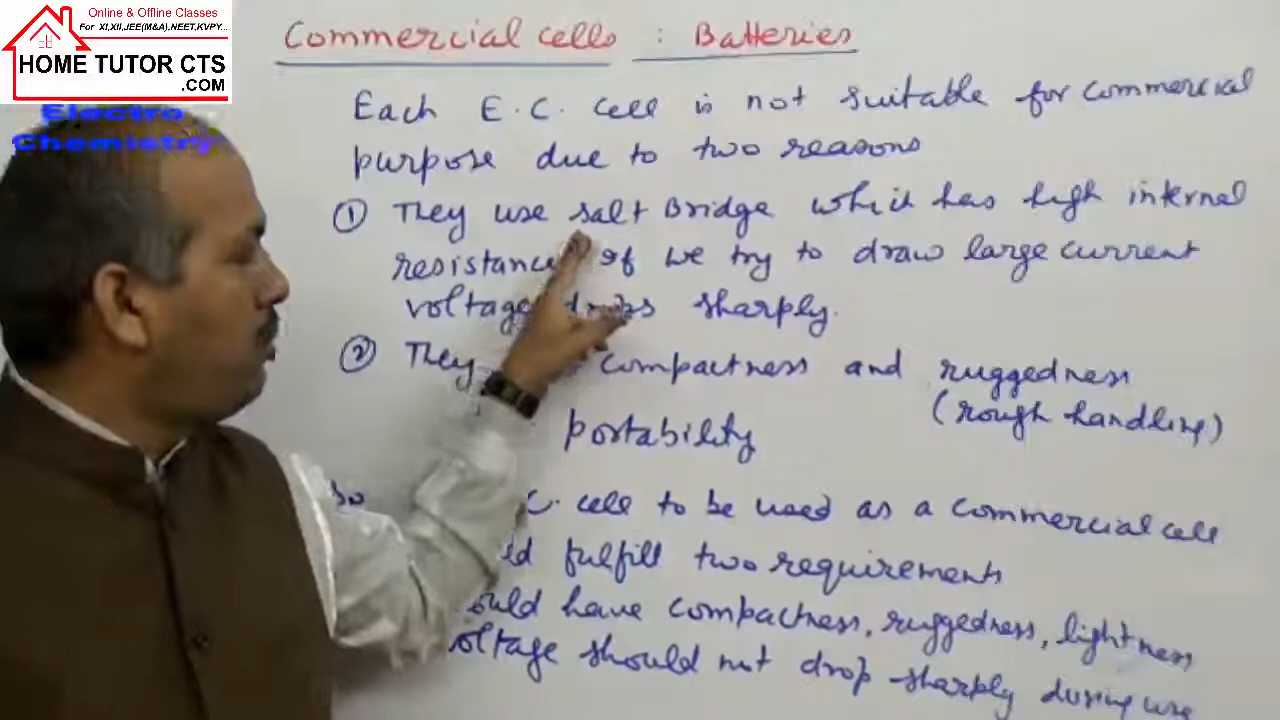 Online & Offline Classes
For XI,XII,JEE(M&A),NEET,KVPY...
HOME TUTOR CTS
.COM
Electro
Chemistry
Commercial cells : Batteries
Each E.C. cell is not suitable for commercial
purpose due to two reasons
① They use salt Bridge which has high internal
resistance If we try to draw large current
voltage drops sharply.
② They compactness and ruggedness
(rough handling)
portability
So C. cell to be used as a commercial cell
fulfill two requirements
have compactness, ruggedness, lightness
voltage should not drop sharply during use